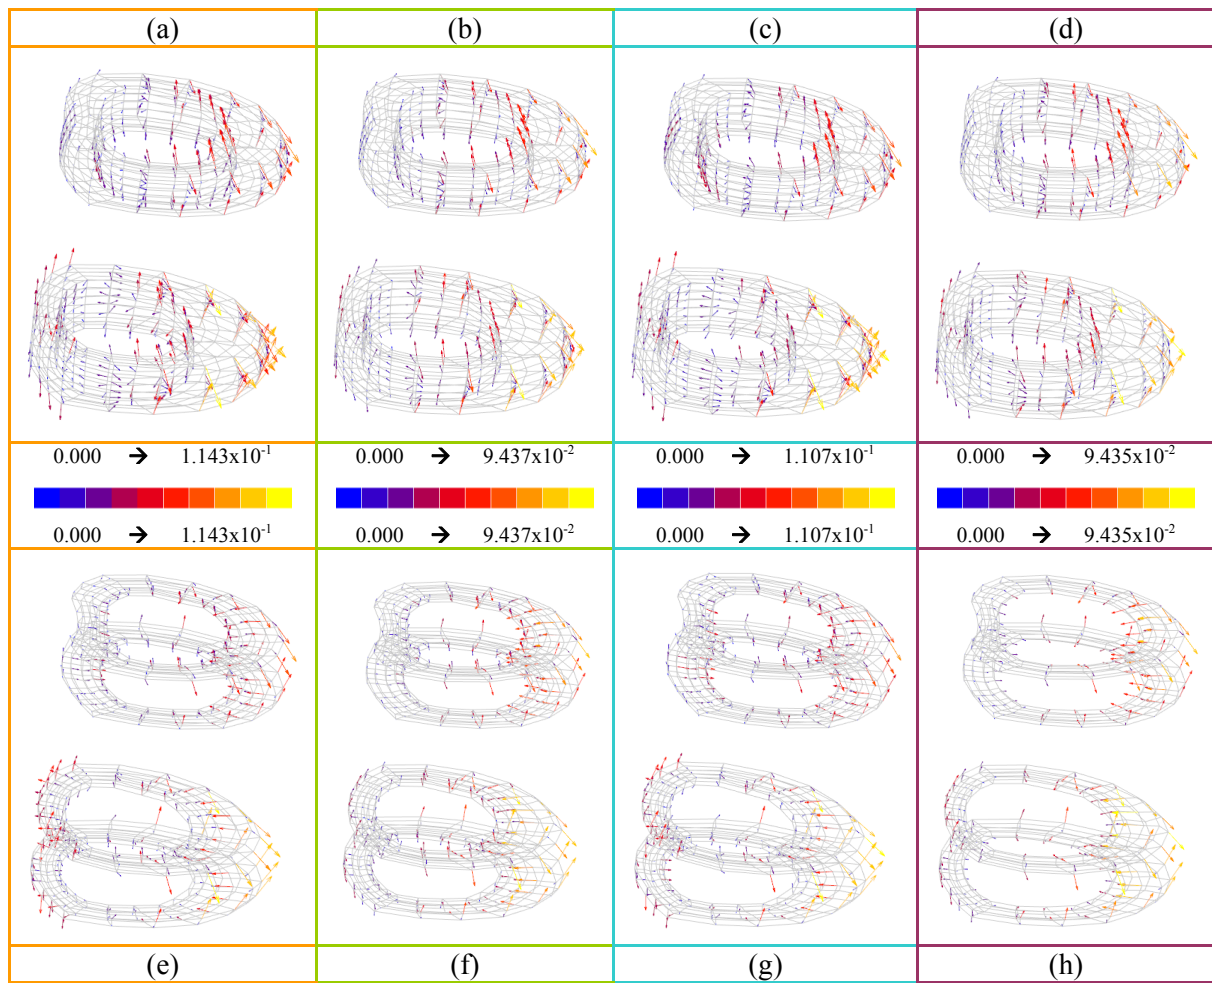 (a) (b) (c) (d)
0.000 → 1.143x10⁻¹ 0.000 → 9.437x10⁻² 0.000 → 1.107x10⁻¹ 0.000 → 9.435x10⁻²
0.000 → 1.143x10⁻¹ 0.000 → 9.437x10⁻² 0.000 → 1.107x10⁻¹ 0.000 → 9.435x10⁻²
(e) (f) (g) (h)